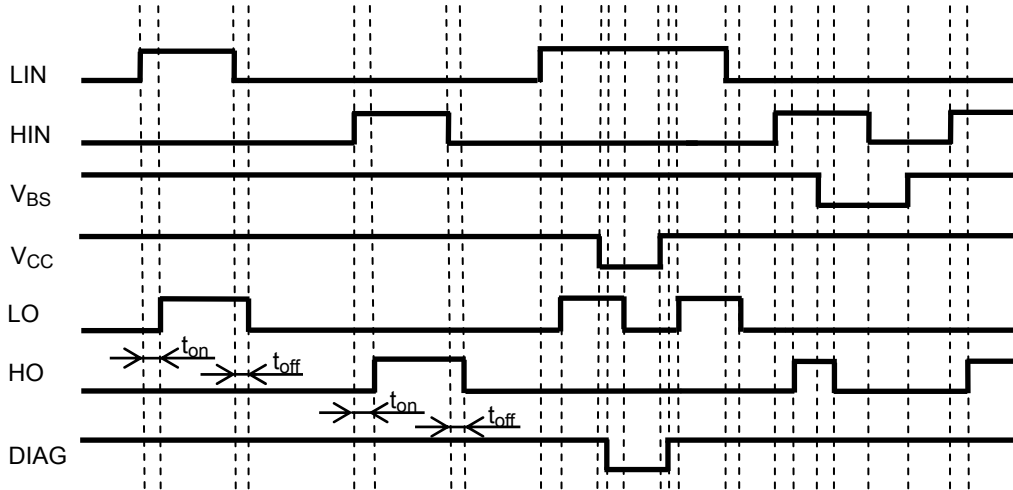 LIN
HIN
VBS
VCC
LO
ton
HO
toff
ton
toff
DIAG